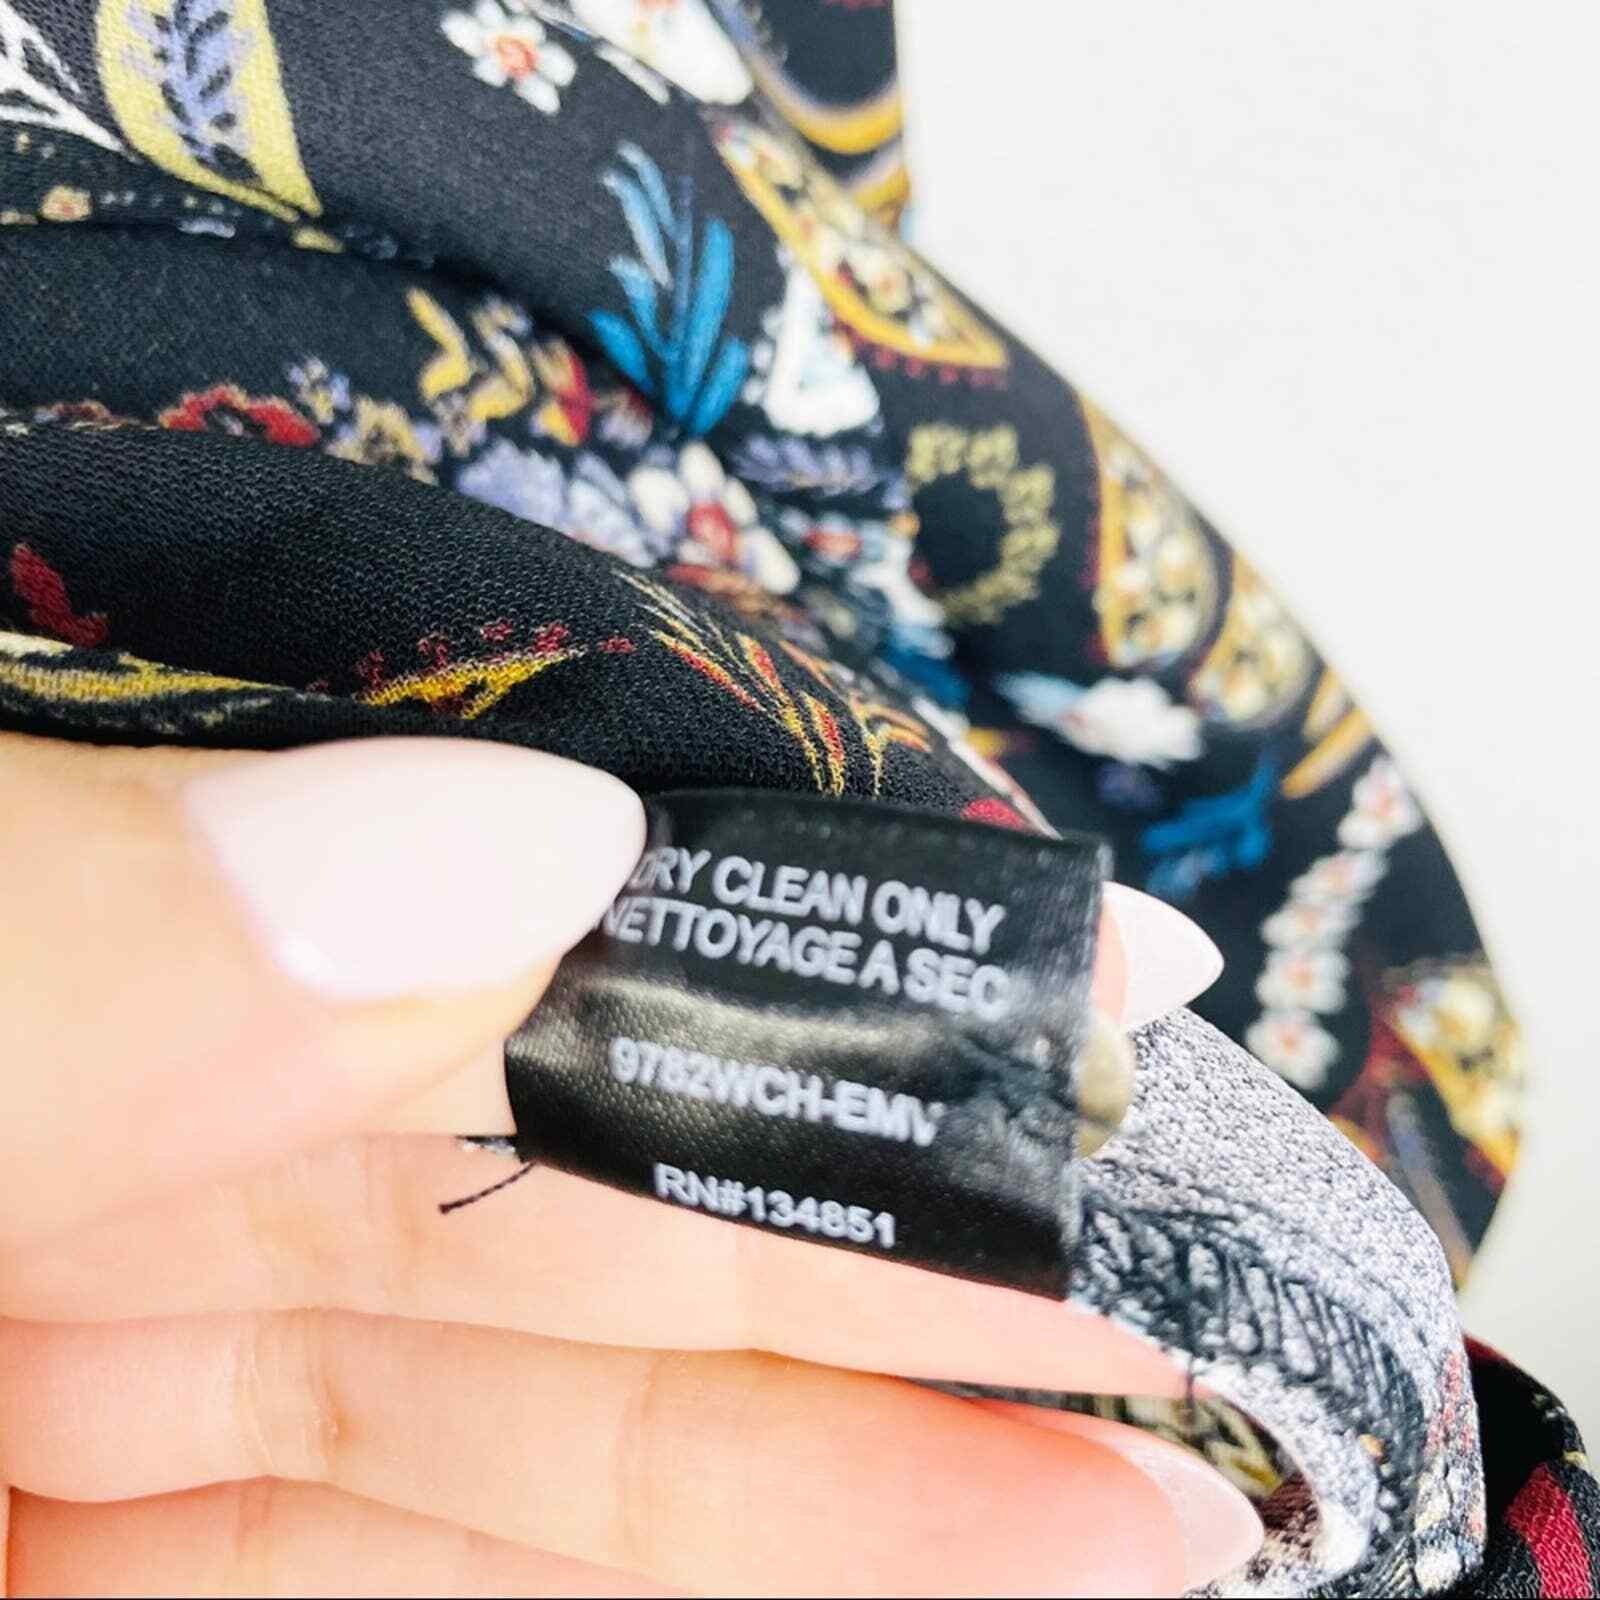 DRY CLEAN ONLY
NETTOYAGE A SEC
9782WCH-EMV
RN#134851